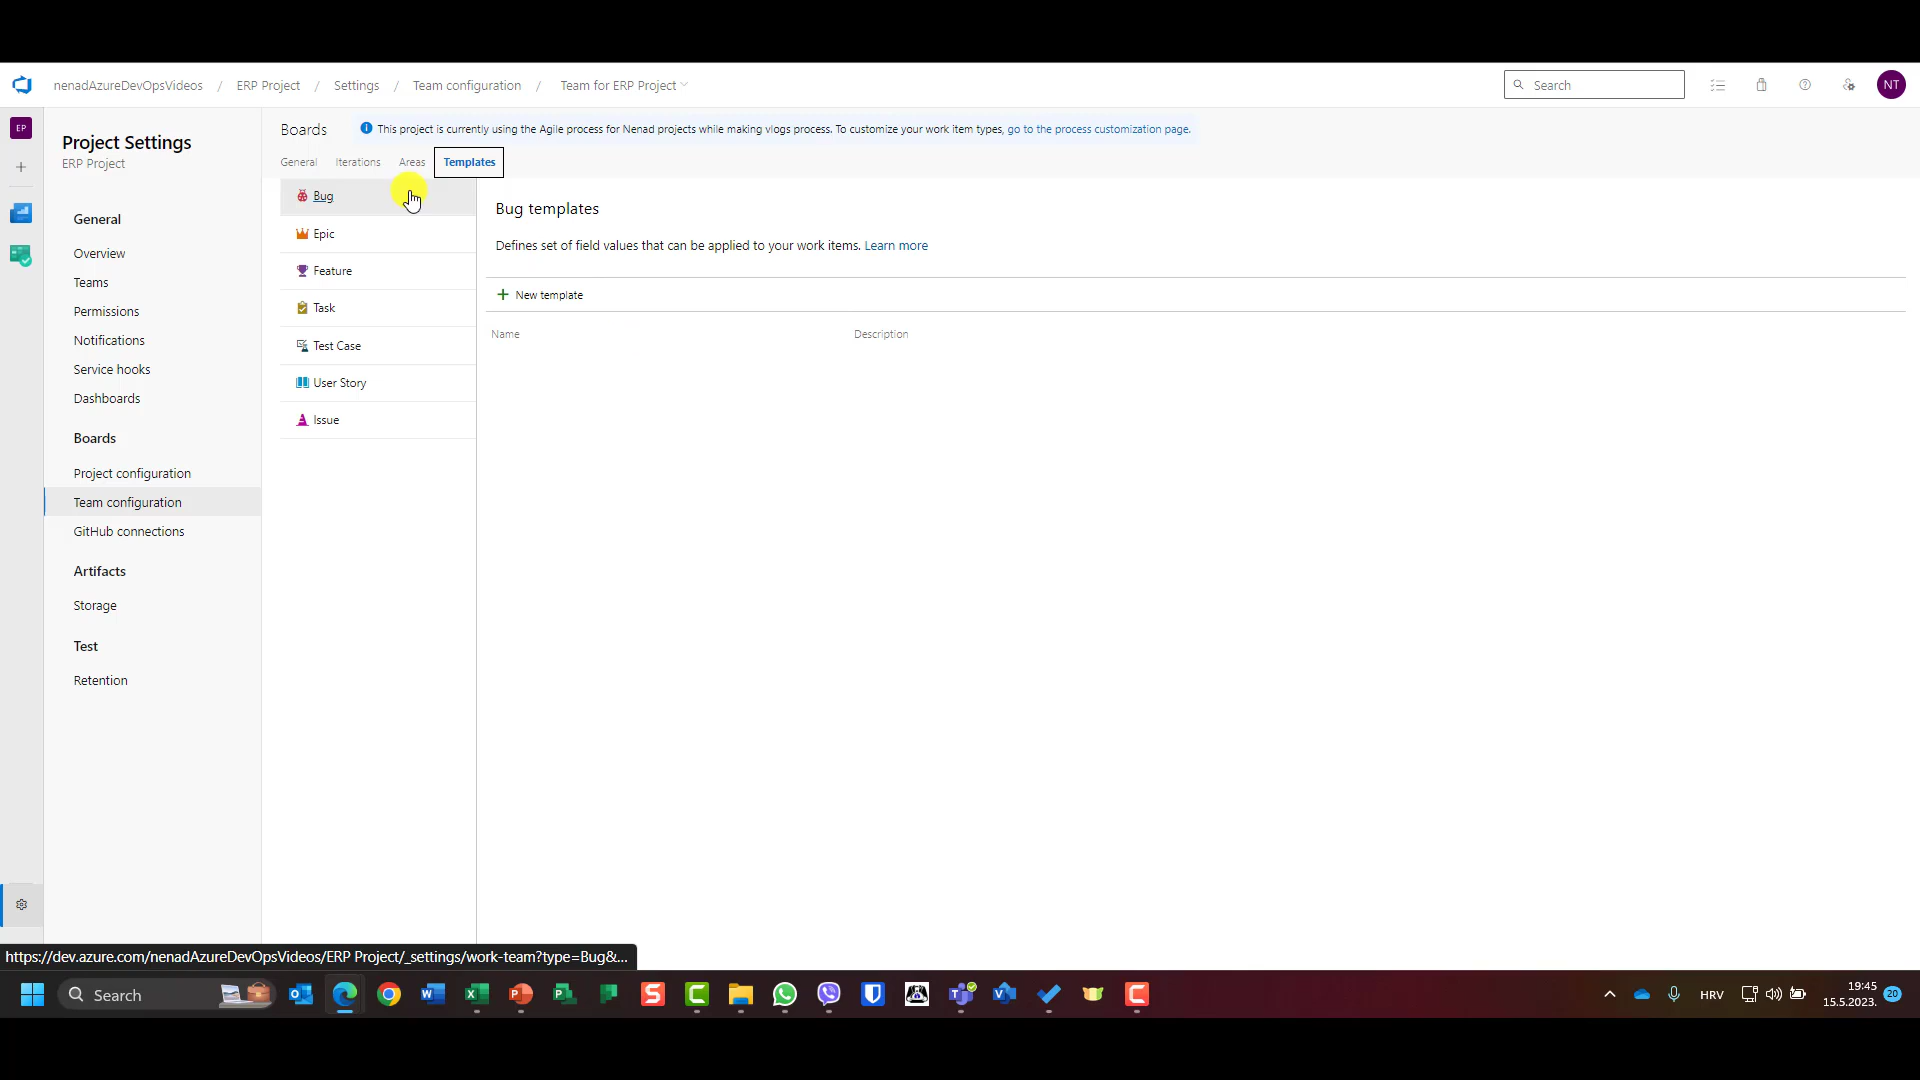 nenadAzureDevOpsVideos / ERP Project / Settings / Team configuration / Team for ERP Project
Search
NT
EP
Project Settings
ERP Project
General
Overview
Teams
Permissions
Notifications
Service hooks
Dashboards
Boards
Project configuration
Team configuration
GitHub connections
Artifacts
Storage
Test
Retention
Boards
This project is currently using the Agile process for Nenad projects while making vlogs process. To customize your work item types, go to the process customization page.
General Iterations Areas Templates
Bug
Epic
Feature
Task
Test Case
User Story
Issue
Bug templates
Defines set of field values that can be applied to your work items. Learn more
+ New template
Name Description
https://dev.azure.com/nenadAzureDevOpsVideos/ERP Project/_settings/work-team?type=Bug&...
Search
HRV
19:45
15.5.2023.
20